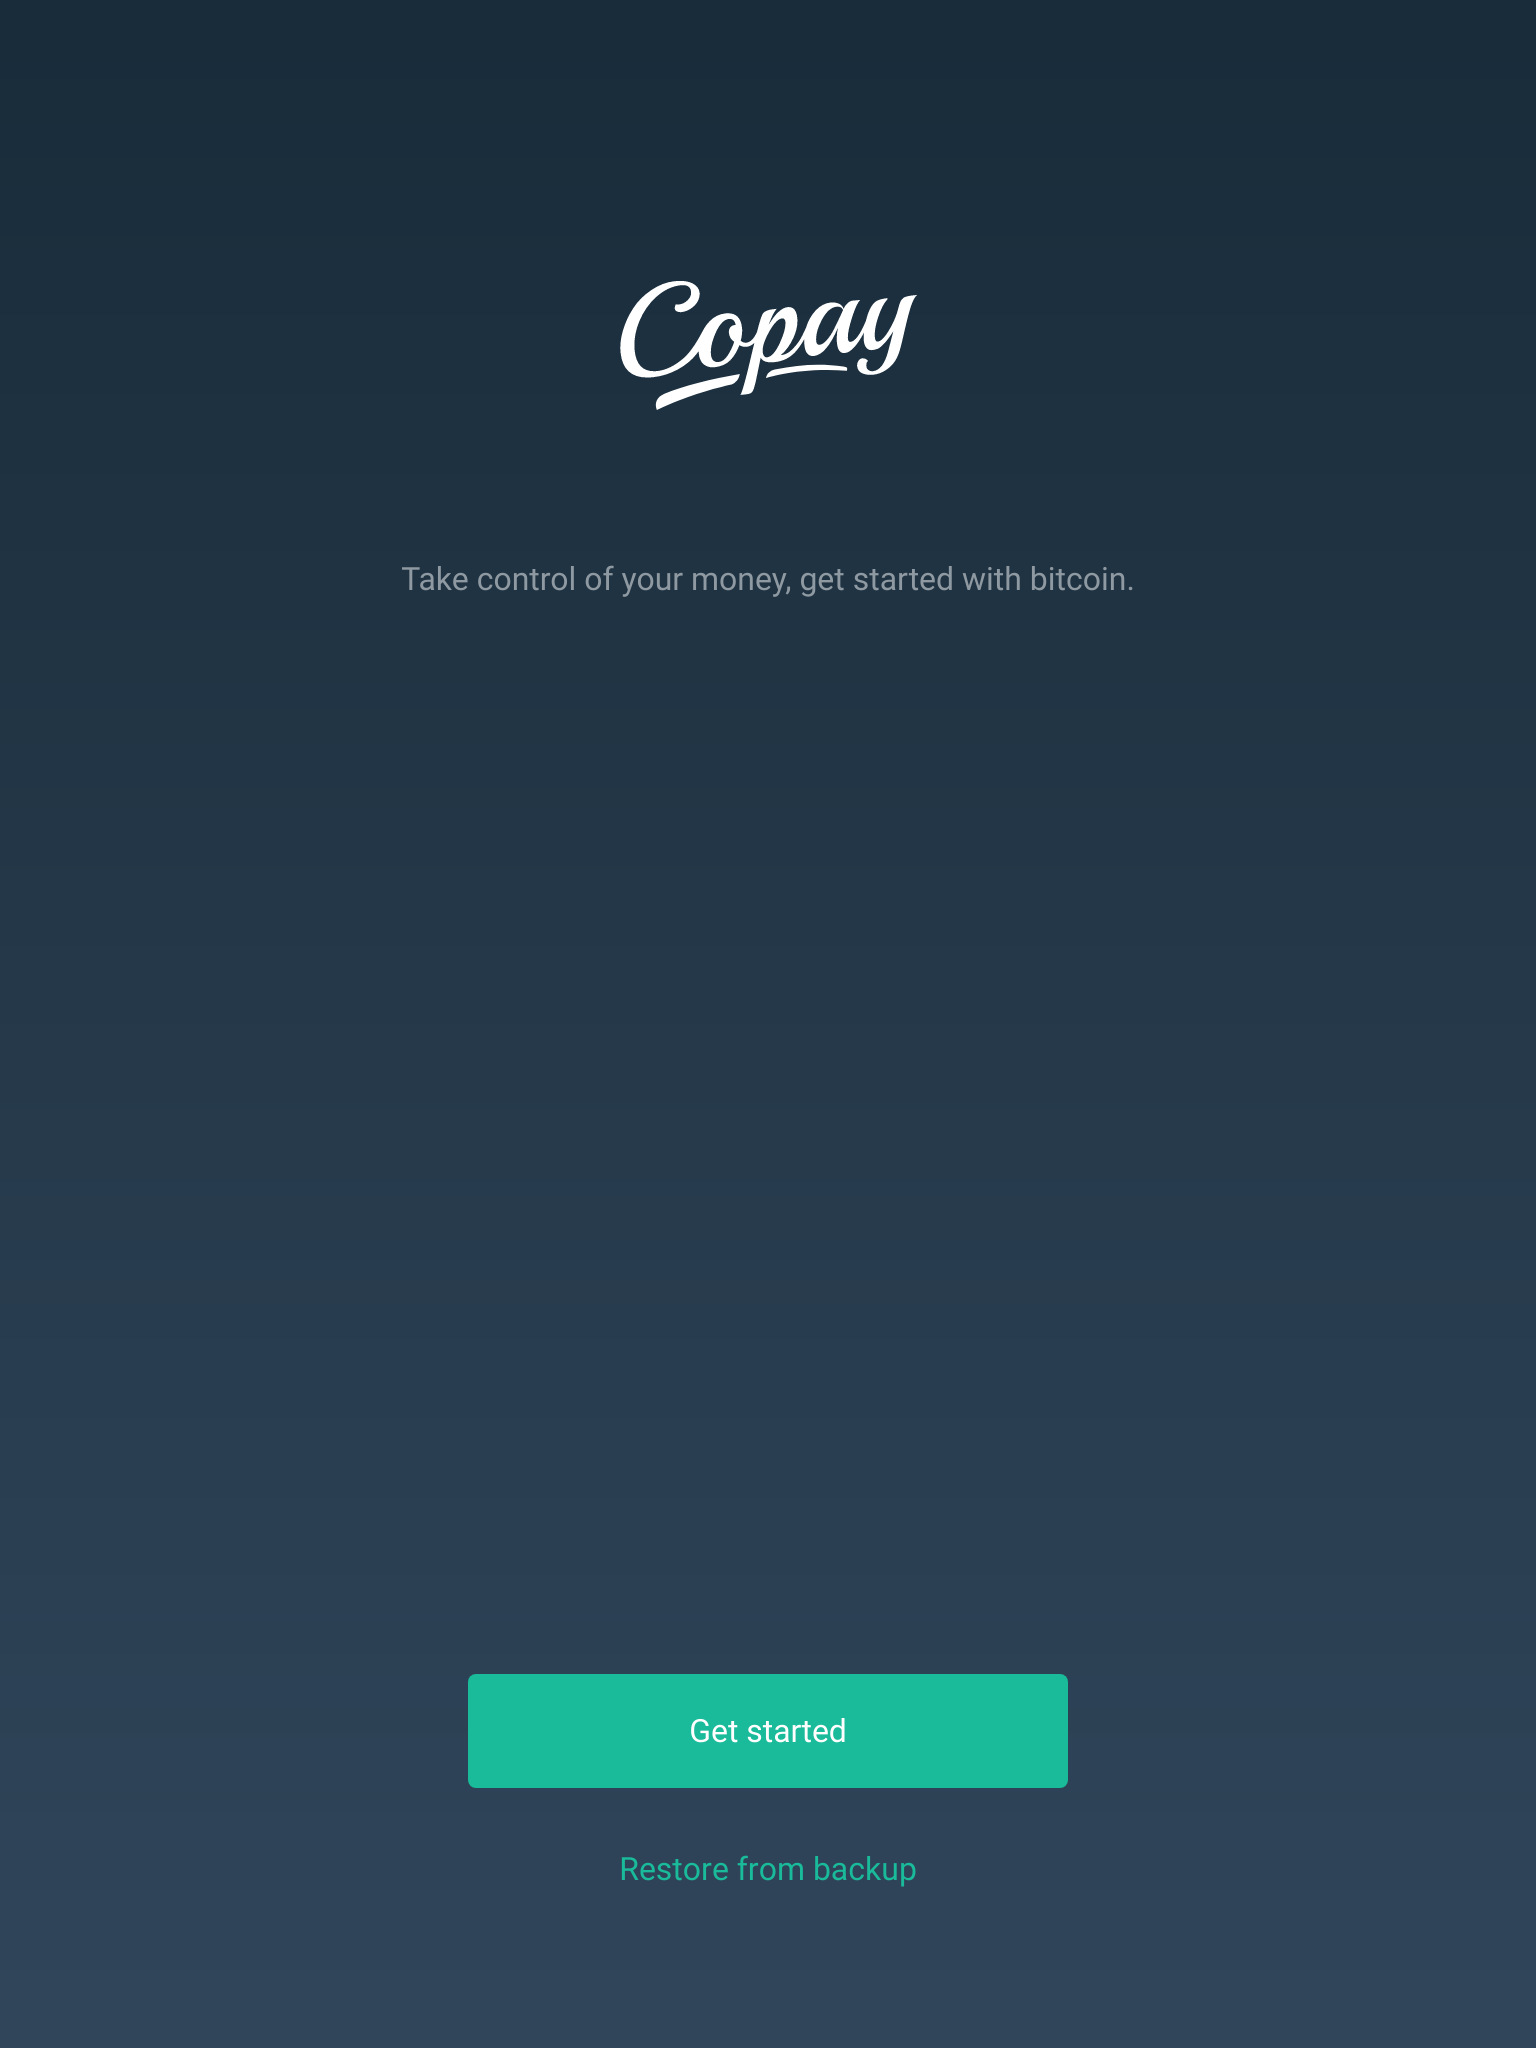 Copay
Take control of your money, get started with bitcoin.
Get started
Restore from backup